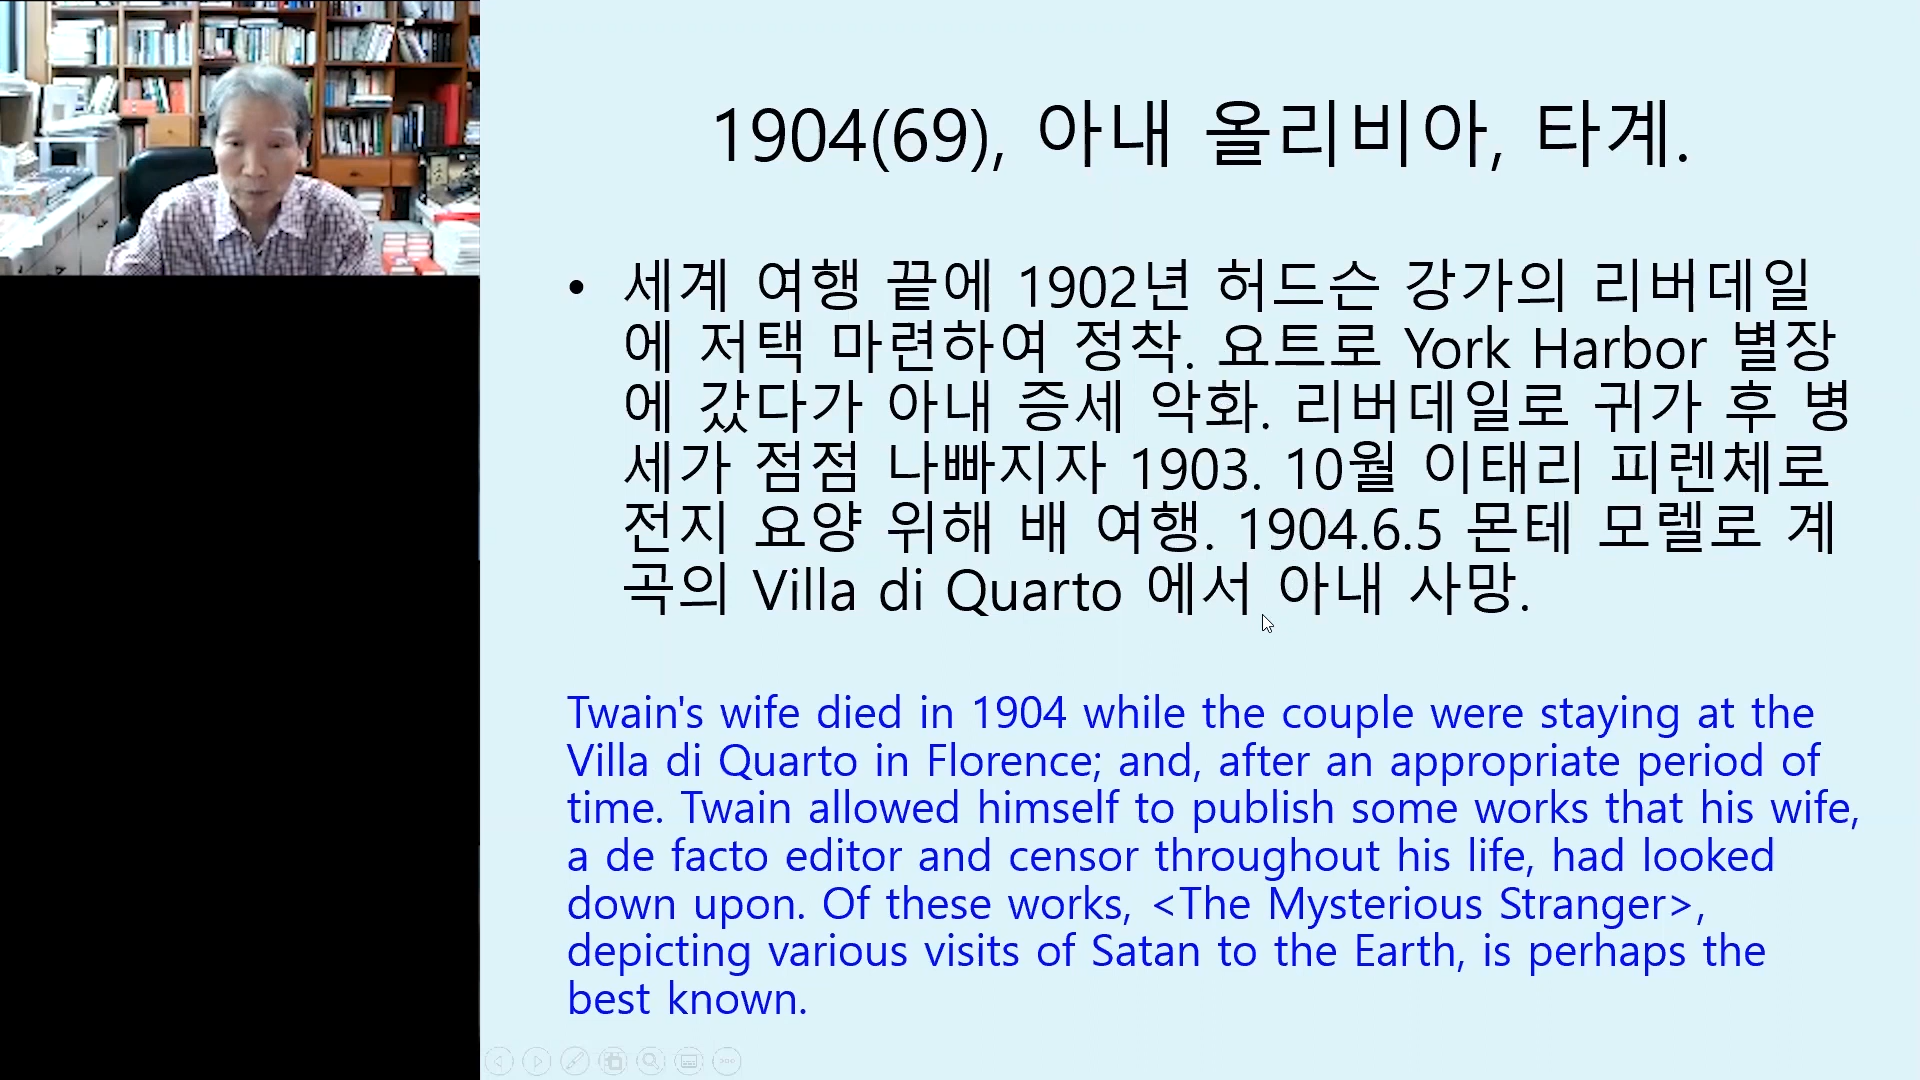 1904(69), 아내 올리비아, 타계.
• 세계 여행 끝에 1902년 허드슨 강가의 리버데일
에 저택 마련하여 정착. 요트로 York Harbor 별장
에 갔다가 아내 증세 악화. 리버데일로 귀가 후 병
세가 점점 나빠지자 1903. 10월 이태리 피렌체로
전지 요양 위해 배 여행. 1904.6.5 몬테 모렐로 계
곡의 Villa di Quarto 에서 아내 사망.
Twain's wife died in 1904 while the couple were staying at the
Villa di Quarto in Florence; and, after an appropriate period of
time. Twain allowed himself to publish some works that his wife,
a de facto editor and censor throughout his life, had looked
down upon. Of these works, <The Mysterious Stranger>,
depicting various visits of Satan to the Earth, is perhaps the
best known.